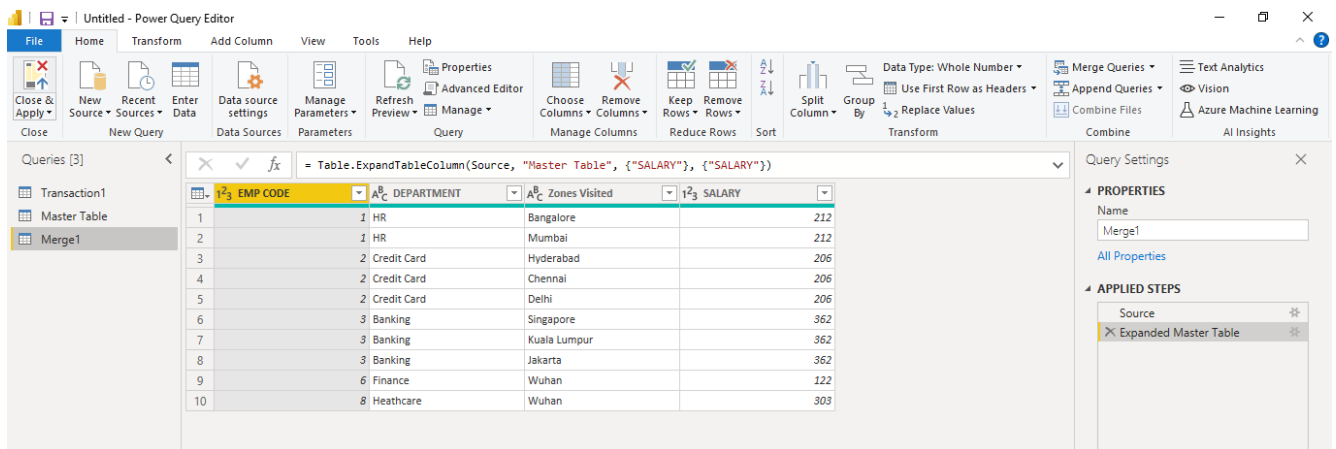 Untitled - Power Query Editor
File Home Transform Add Column View Tools Help
Close & Apply
New Source
Recent Sources
Enter Data
Data source settings
Manage Parameters
Refresh Preview
Properties
Advanced Editor
Manage
Choose Columns
Remove Columns
Keep Rows
Remove Rows
Split Column
Group By
Data Type: Whole Number
Use First Row as Headers
Replace Values
Merge Queries
Append Queries
Combine Files
Text Analytics
Vision
Azure Machine Learning
Close New Query Data Sources Parameters Query Manage Columns Reduce Rows Sort Transform Combine AI Insights
Queries [3]
Transaction1
Master Table
Merge1
fx = Table.ExpandTableColumn(Source, "Master Table", {"SALARY"}, {"SALARY"})
123 EMP CODE ABC DEPARTMENT ABC Zones Visited 123 SALARY
1 1 HR Bangalore 212
2 1 HR Mumbai 212
3 2 Credit Card Hyderabad 206
4 2 Credit Card Chennai 206
5 2 Credit Card Delhi 206
6 3 Banking Singapore 362
7 3 Banking Kuala Lumpur 362
8 3 Banking Jakarta 362
9 6 Finance Wuhan 122
10 8 Heathcare Wuhan 303
Query Settings
PROPERTIES
Name
Merge1
All Properties
APPLIED STEPS
Source
Expanded Master Table